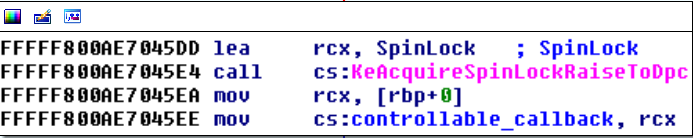 FFFFF800AE7045DD lea rcx, SpinLock ; SpinLock
FFFFF800AE7045E4 call cs:KeAcquireSpinLockRaiseToDpc
FFFFF800AE7045EA mov rcx, [rbp+0]
FFFFF800AE7045EE mov cs:controllable_callback, rcx